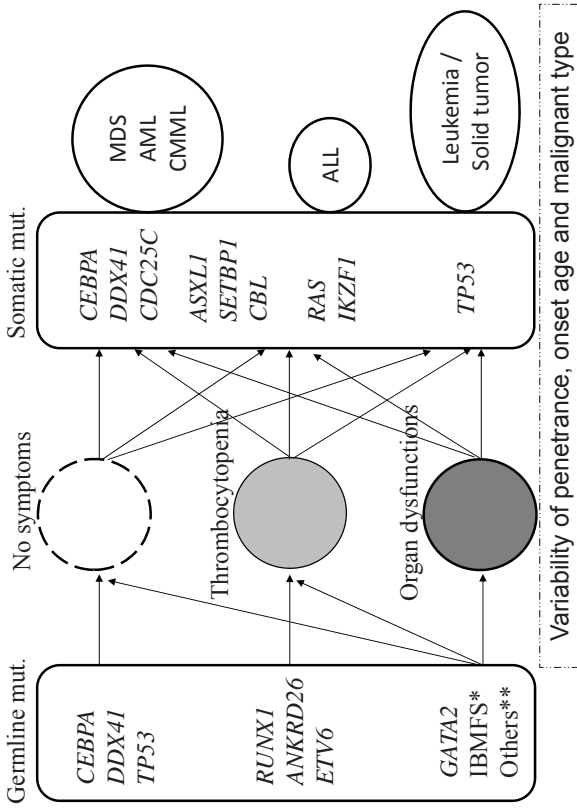 Germline mut.
CEBPA
DDX41
TP53
RUNX1
ANKRD26
ETV6
GATA2
IBMFS*
Others**
No symptoms
Thrombocytopenia
Organ dysfunctions
Somatic mut.
CEBPA
DDX41
CDC25C
ASXL1
SETBP1
CBL
RAS
IKZF1
TP53
MDS
AML
CMML
ALL
Leukemia /
Solid tumor
Variability of penetrance, onset age and malignant type